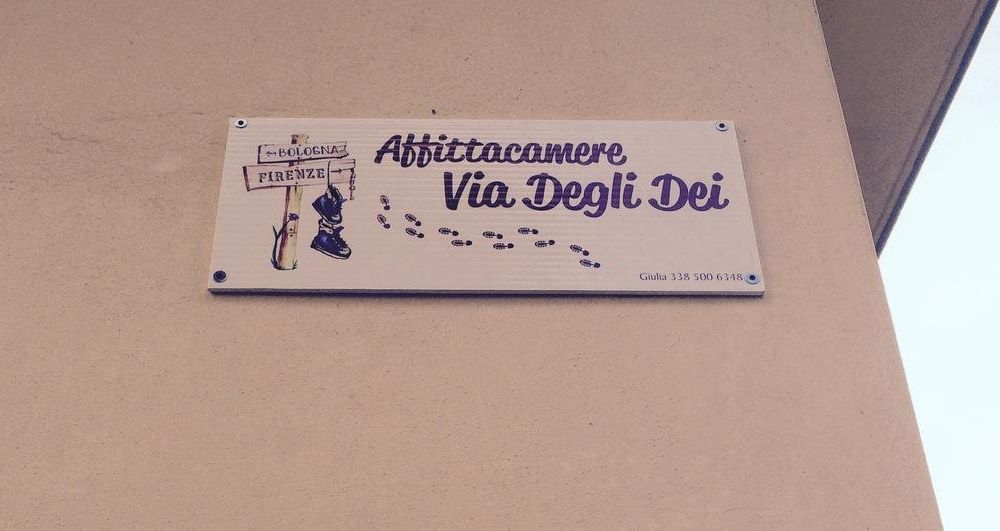 ←BOLOGNA
FIRENZE→
Affittacamere
Via Degli Dei
Giulia 338 500 6348